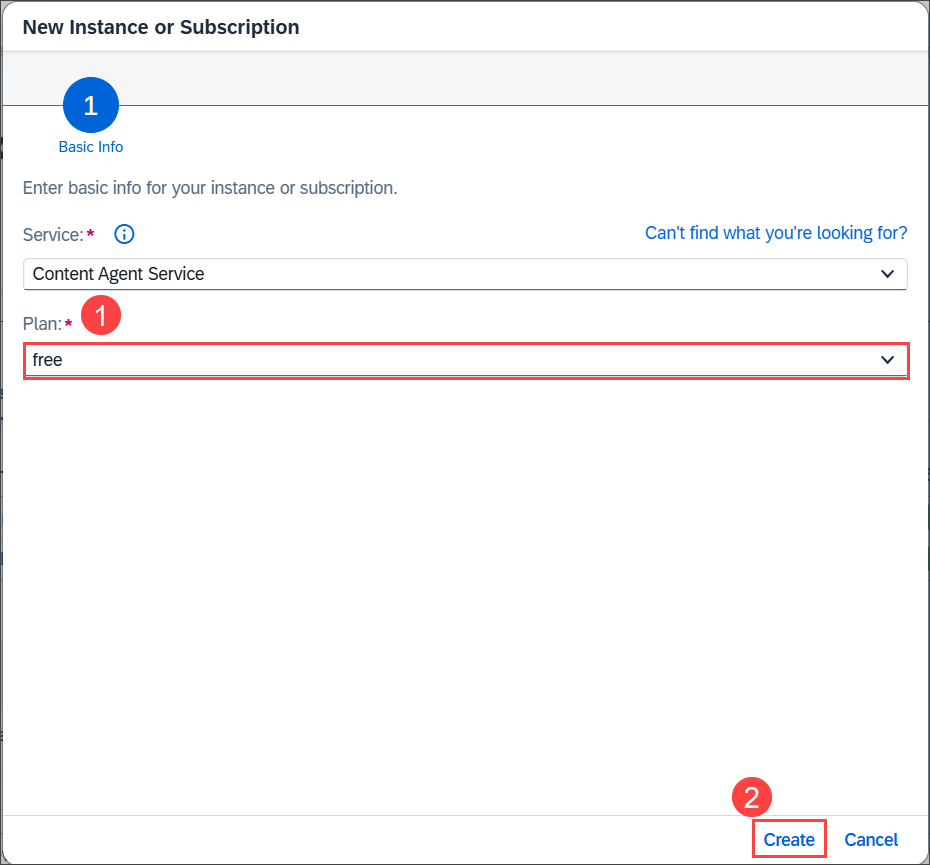 New Instance or Subscription
1
Basic Info
Enter basic info for your instance or subscription.
Service:*
Can't find what you're looking for?
Content Agent Service
Plan:*
1
free
2
Create
Cancel